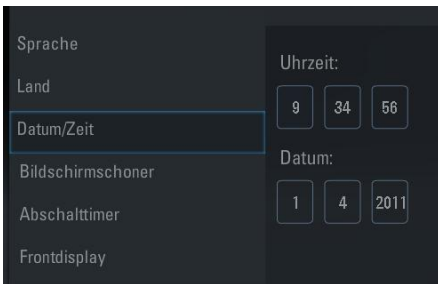 Sprache
Land
Datum/Zeit
Bildschirmschoner
Abschalttimer
Frontdisplay
Uhrzeit:
9 34 56
Datum:
1 4 2011